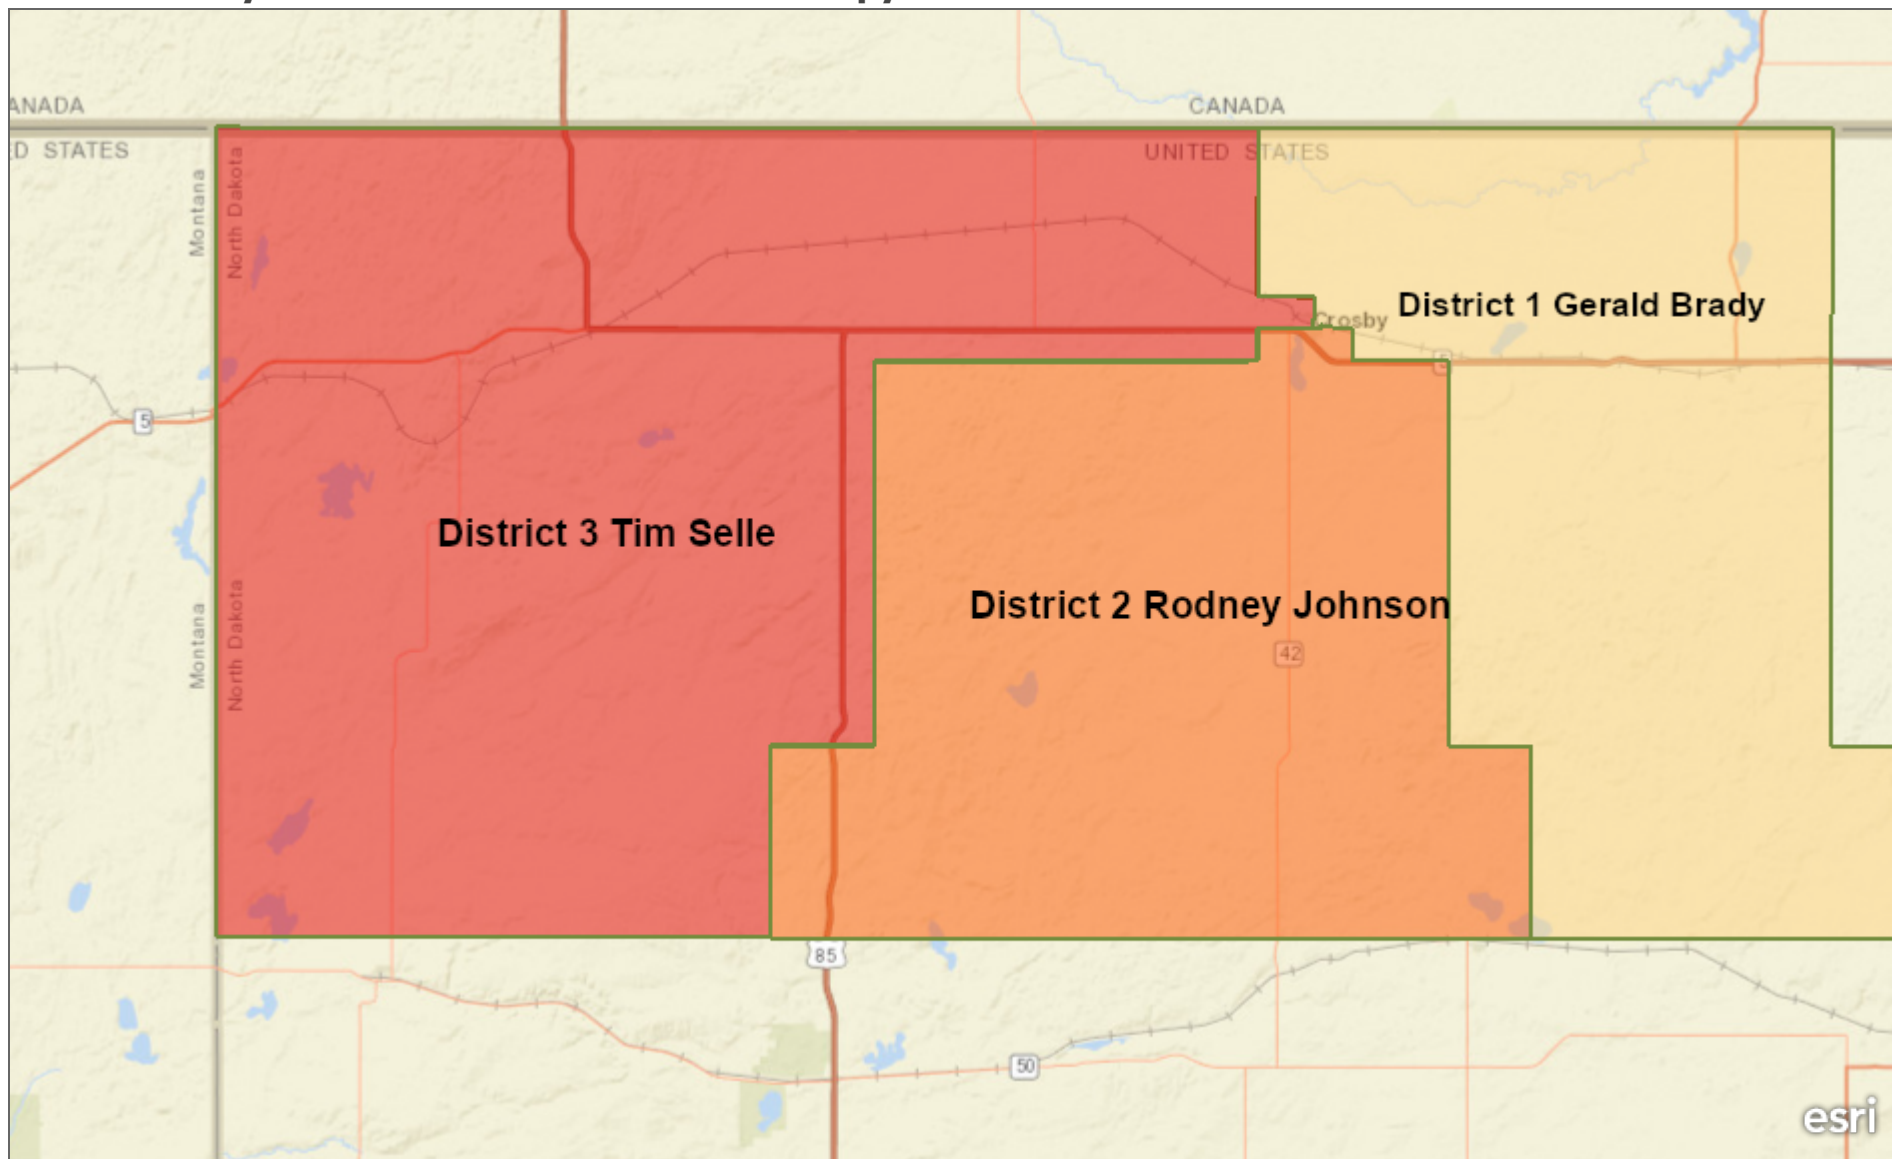 ANADA
CANADA
D STATES
UNITED STATES
Montana
North Dakota
District 1 Gerald Brady
Crosby
5
5
District 3 Tim Selle
District 2 Rodney Johnson
Montana
North Dakota
42
85
50
esri